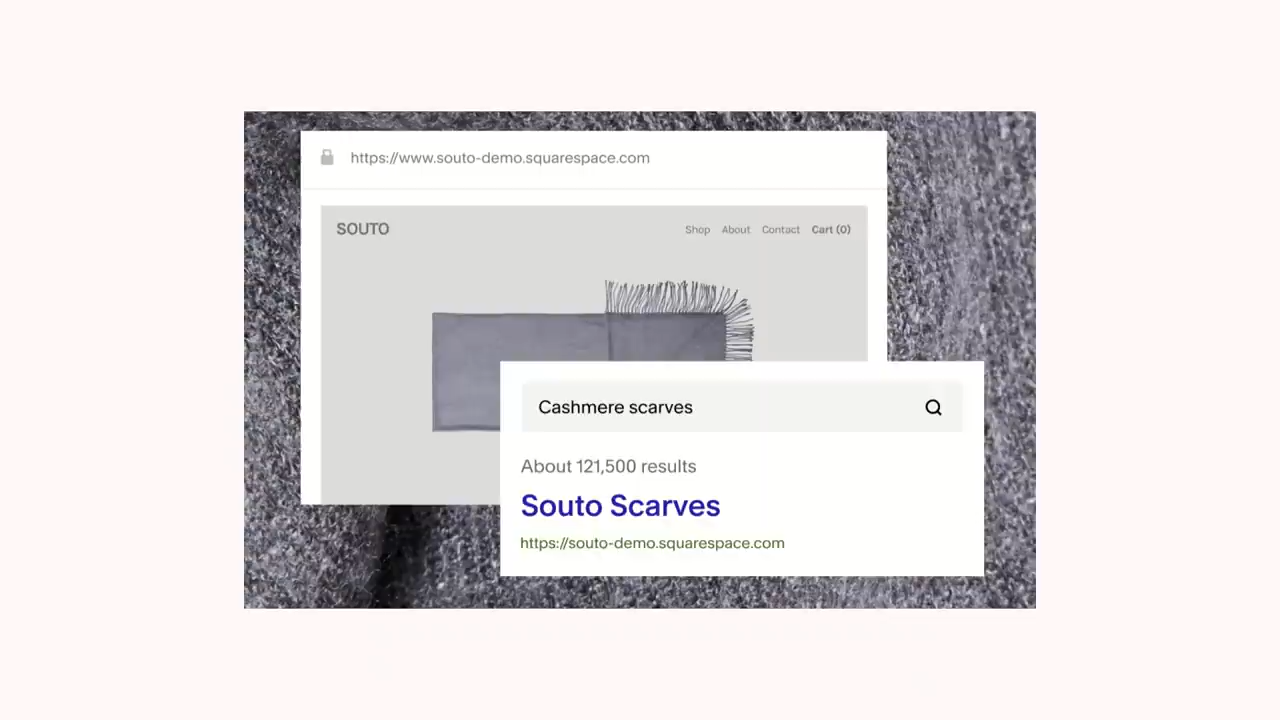 https://www.souto-demo.squarespace.com
SOUTO
Shop About Contact Cart (0)
Cashmere scarves
About 121,500 results
Souto Scarves
https://souto-demo.squarespace.com